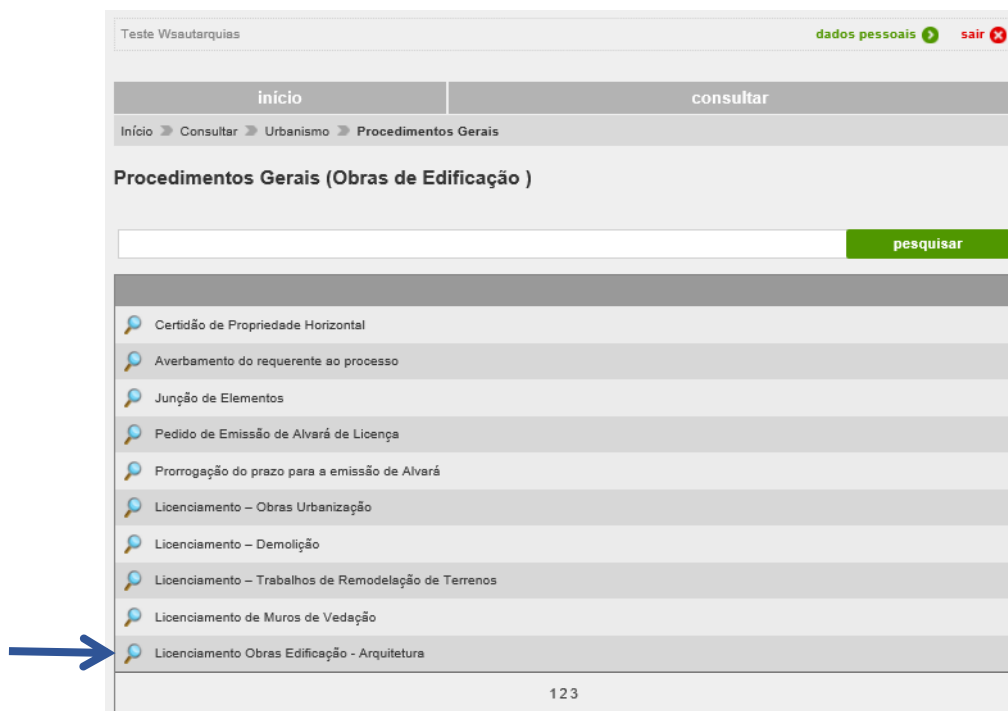 Teste Wsautarquias dados pessoais sair
início consultar
Início Consultar Urbanismo Procedimentos Gerais
Procedimentos Gerais (Obras de Edificação )
pesquisar
Certidão de Propriedade Horizontal
Averbamento do requerente ao processo
Junção de Elementos
Pedido de Emissão de Alvará de Licença
Prorrogação do prazo para a emissão de Alvará
Licenciamento – Obras Urbanização
Licenciamento – Demolição
Licenciamento – Trabalhos de Remodelação de Terrenos
Licenciamento de Muros de Vedação
Licenciamento Obras Edificação - Arquitetura
1 2 3